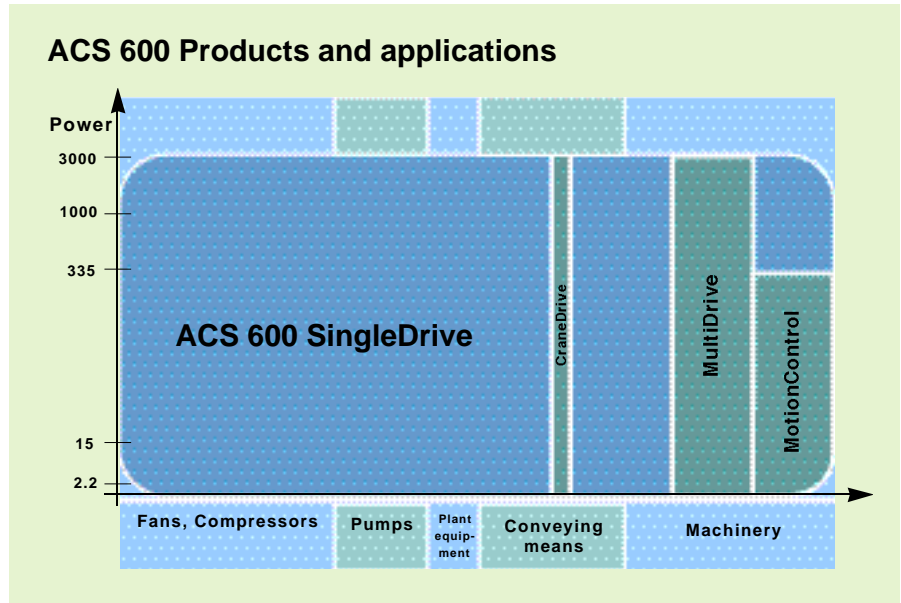 ACS 600 Products and applications
Power
3000
1000
335
15
2.2
ACS 600 SingleDrive
CraneDrive
MultiDrive
MotionControl
Fans, Compressors
Pumps
Plant
equip-
ment
Conveying
means
Machinery